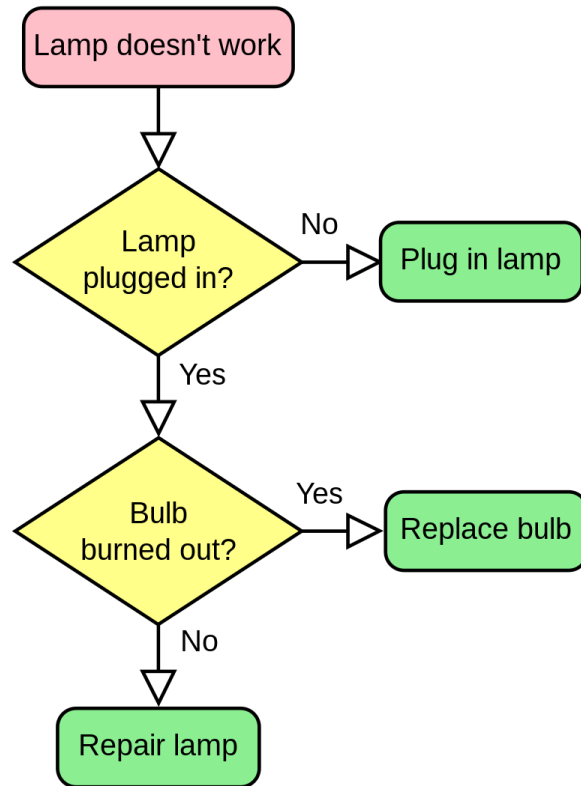 Lamp doesn't work
Lamp
plugged in?
No
Plug in lamp
Yes
Bulb
burned out?
Yes
Replace bulb
No
Repair lamp